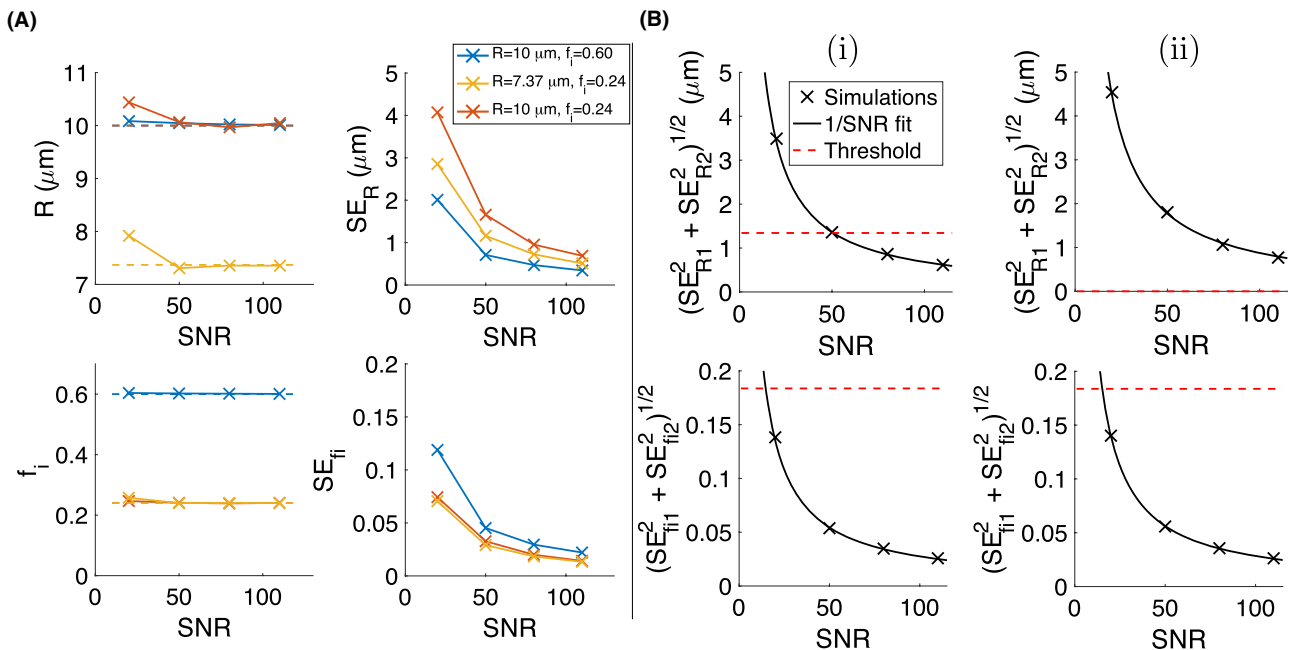 (A)
R=10 μm, f_i=0.60
R=7.37 μm, f_i=0.24
R=10 μm, f_i=0.24
11
10
9
8
7
R (μm)
0
50
100
SNR
5
4
3
2
1
0
SE_R (μm)
0
50
100
SNR
0.6
0.4
0.2
0
f_i
0
50
100
SNR
0.2
0.15
0.1
0.05
0
SE_fi
0
50
100
SNR
(B)
(i)
5
4
3
2
1
0
(SE²_R1 + SE²_R2)^1/2 (μm)
Simulations
1/SNR fit
Threshold
0
50
100
SNR
(ii)
5
4
3
2
1
0
(SE²_R1 + SE²_R2)^1/2 (μm)
0
50
100
SNR
0.2
0.15
0.1
0.05
0
(SE²_fi1 + SE²_fi2)^1/2
0
50
100
SNR
0.2
0.15
0.1
0.05
0
(SE²_fi1 + SE²_fi2)^1/2
0
50
100
SNR